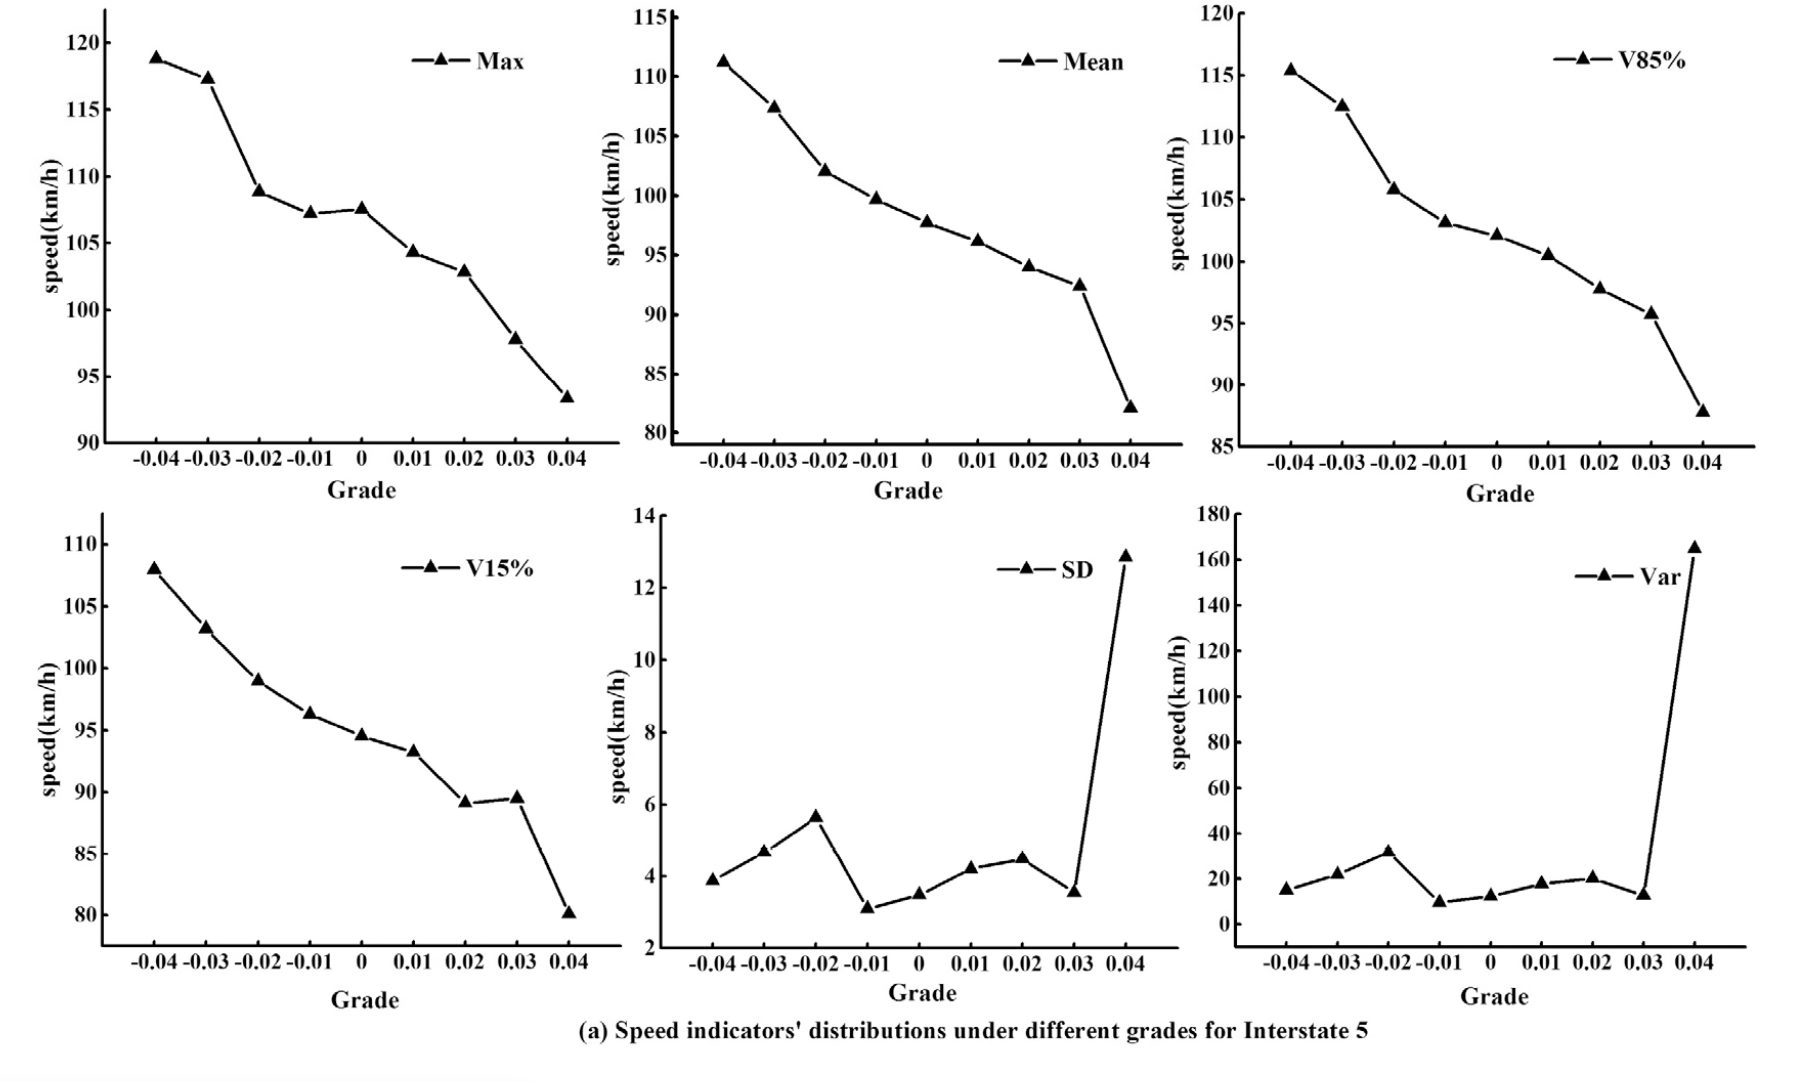 Max
120
115
110
105
100
95
90
speed(km/h)
-0.04 -0.03 -0.02 -0.01 0 0.01 0.02 0.03 0.04
Grade
Mean
115
110
105
100
95
90
85
80
speed(km/h)
-0.04 -0.03 -0.02 -0.01 0 0.01 0.02 0.03 0.04
Grade
V85%
120
115
110
105
100
95
90
85
speed(km/h)
-0.04 -0.03 -0.02 -0.01 0 0.01 0.02 0.03 0.04
Grade
V15%
110
105
100
95
90
85
80
speed(km/h)
-0.04 -0.03 -0.02 -0.01 0 0.01 0.02 0.03 0.04
Grade
SD
14
12
10
8
6
4
2
speed(km/h)
-0.04 -0.03 -0.02 -0.01 0 0.01 0.02 0.03 0.04
Grade
Var
180
160
140
120
100
80
60
40
20
0
speed(km/h)
-0.04 -0.03 -0.02 -0.01 0 0.01 0.02 0.03 0.04
Grade
(a) Speed indicators' distributions under different grades for Interstate 5